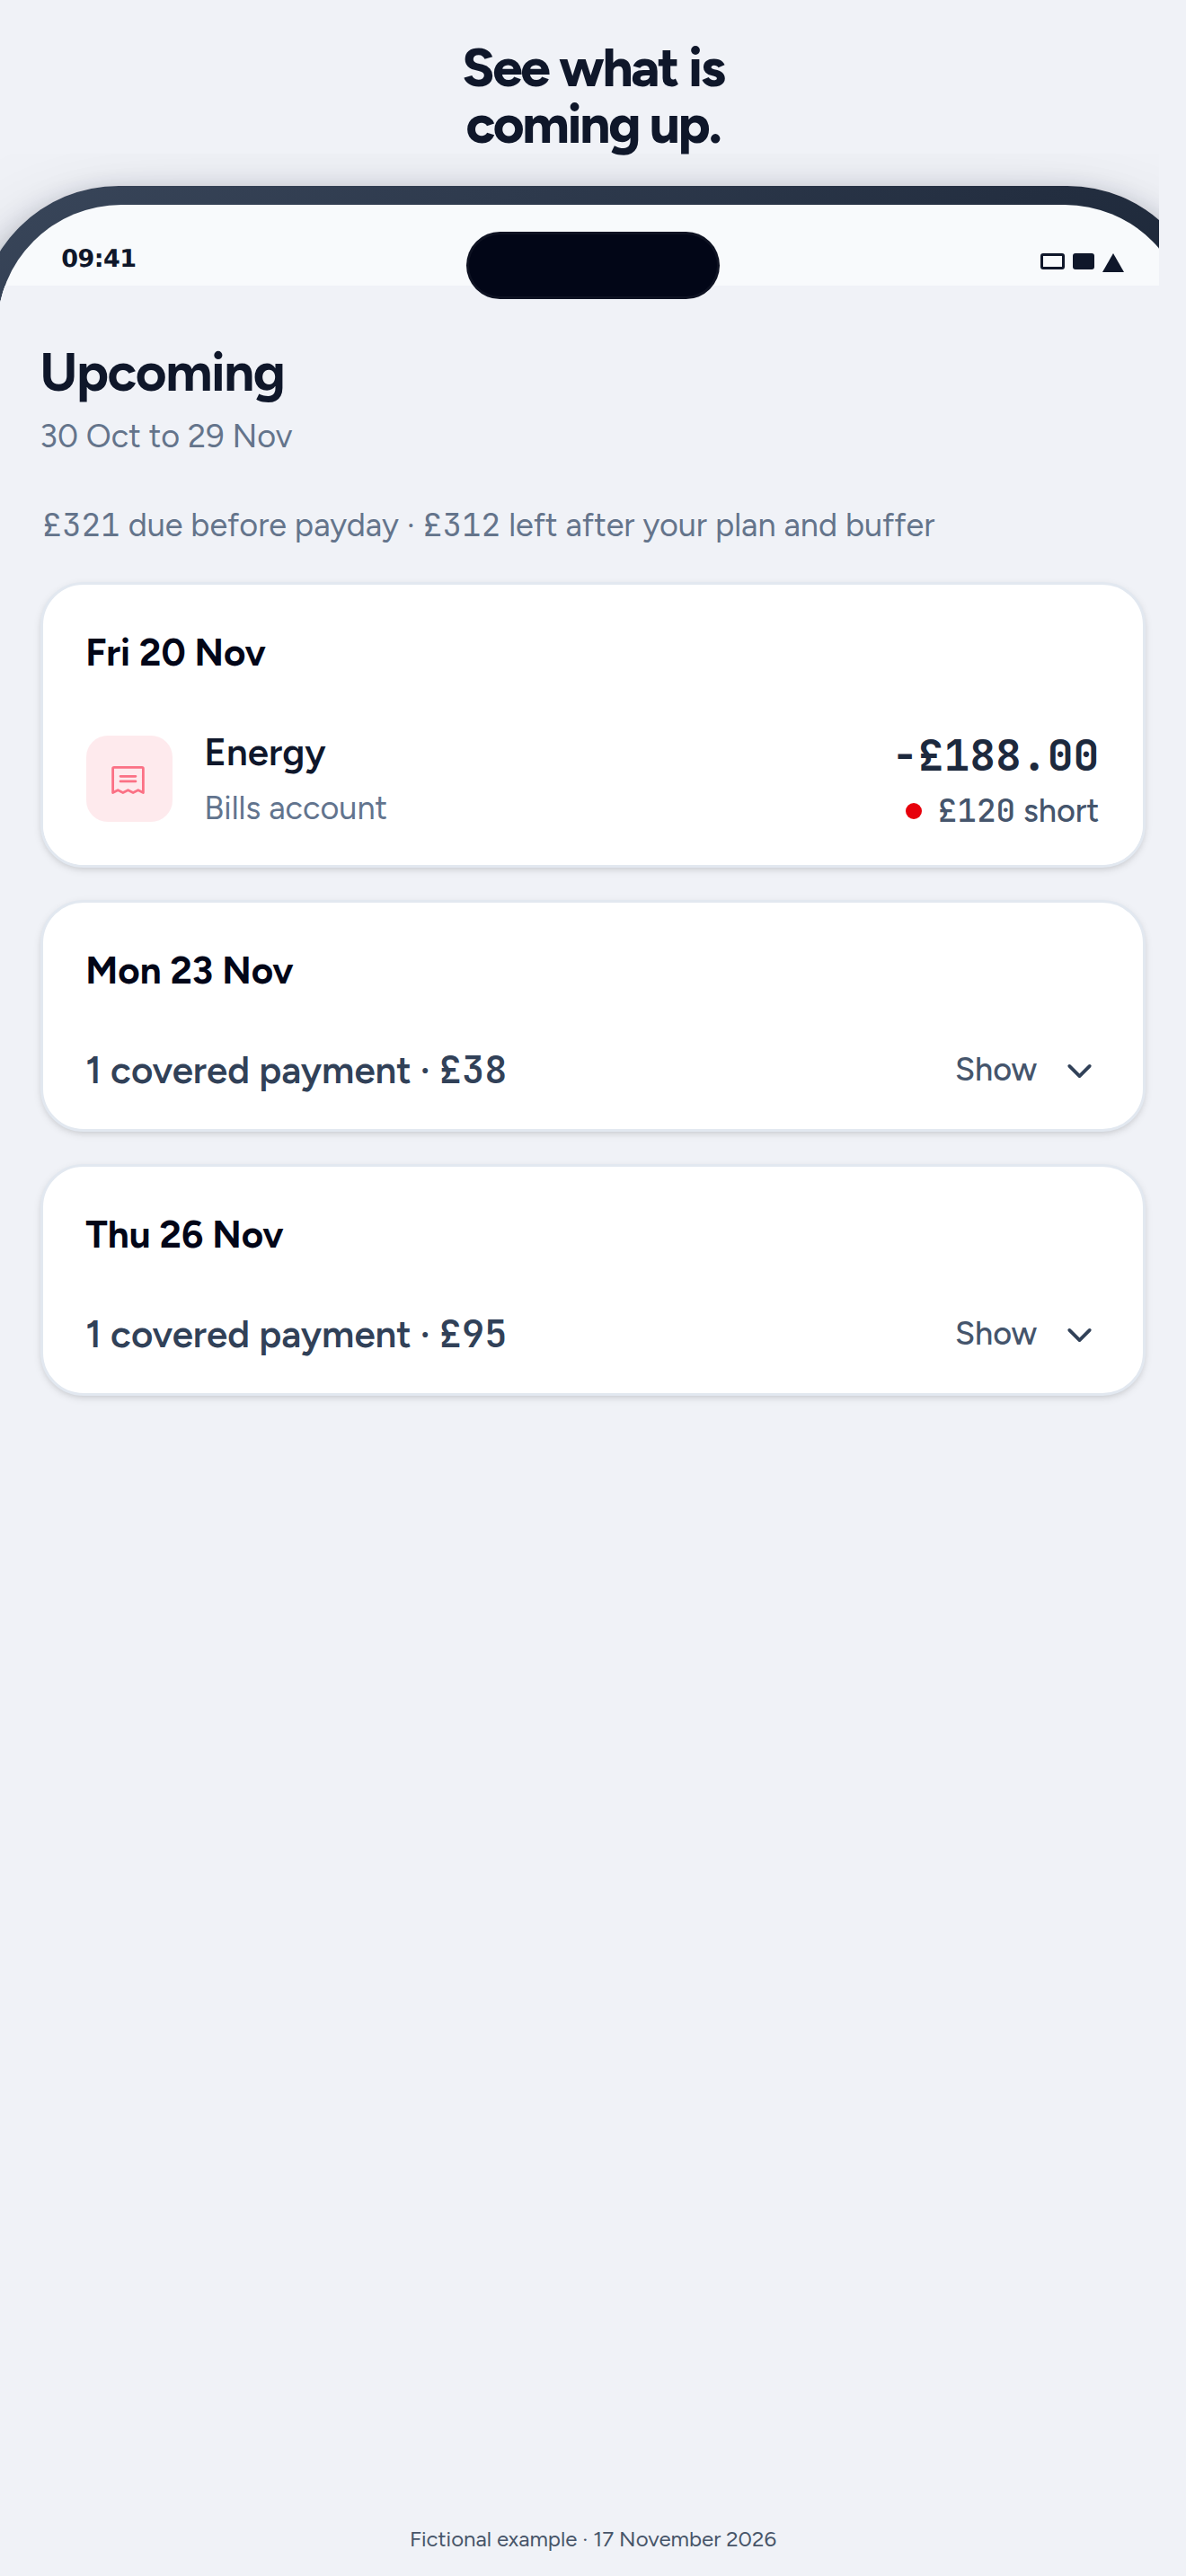 See what is
coming up.
09:41
Upcoming
30 Oct to 29 Nov
£321 due before payday · £312 left after your plan and buffer
Fri 20 Nov
Energy
-£188.00
Bills account
£120 short
Mon 23 Nov
1 covered payment · £38
Show
Thu 26 Nov
1 covered payment · £95
Show
Fictional example · 17 November 2026